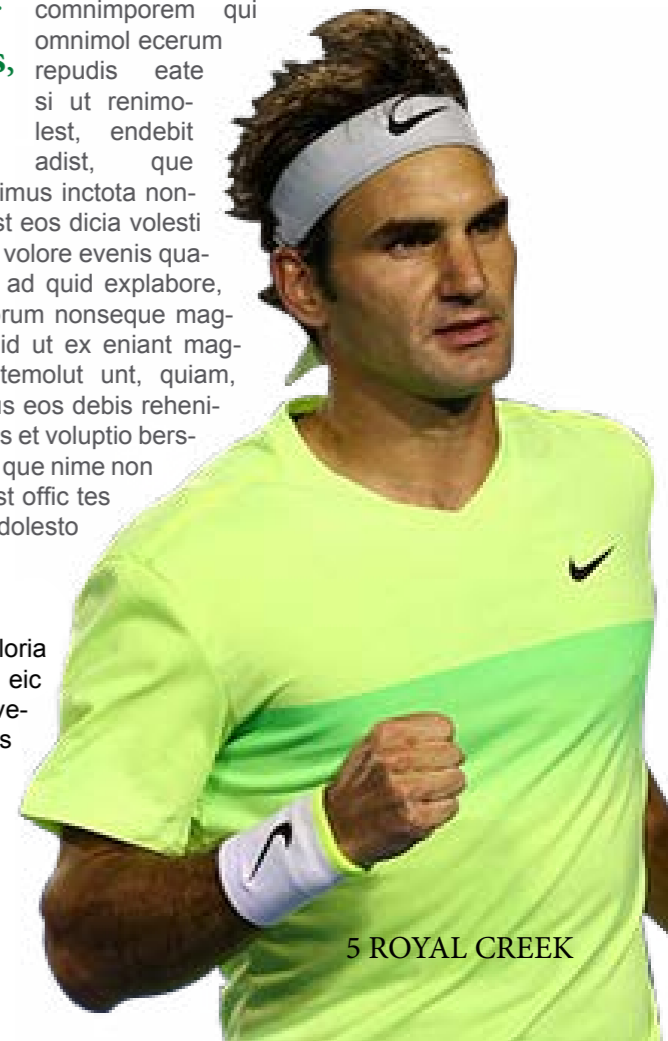 comnimporem qui
omnimol ecerum
repudis eate
si ut renimo-
lest, endebit
adist, que
imus inctota non-
st eos dicia volesti
volore evenis qua-
ad quid explabore,
rum nonseque mag-
id ut ex eniant mag-
temolut unt, quiam,
us eos debis reheni-
s et voluptio bers-
que nime non
st offic tes
dolesto
loria
eic
ve-
s
5 ROYAL CREEK